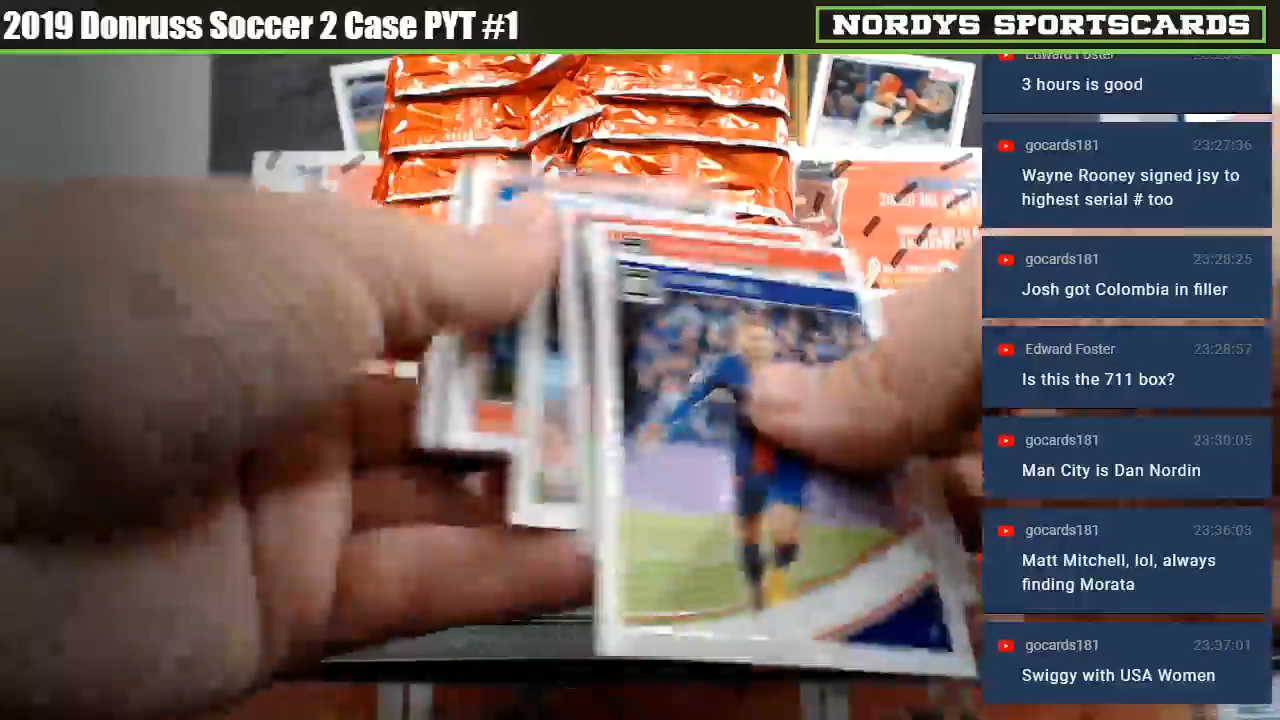 2019 Donruss Soccer 2 Case PYT #1
NORDYS SPORTSCARDS
Edward Foster
3 hours is good
gocards181 23:27:36
Wayne Rooney signed jsy to
highest serial # too
gocards181 23:28:25
Josh got Colombia in filler
Edward Foster 23:28:57
Is this the 711 box?
gocards181 23:30:05
Man City is Dan Nordin
gocards181 23:36:03
Matt Mitchell, lol, always
finding Morata
gocards181 23:37:01
Swiggy with USA Women